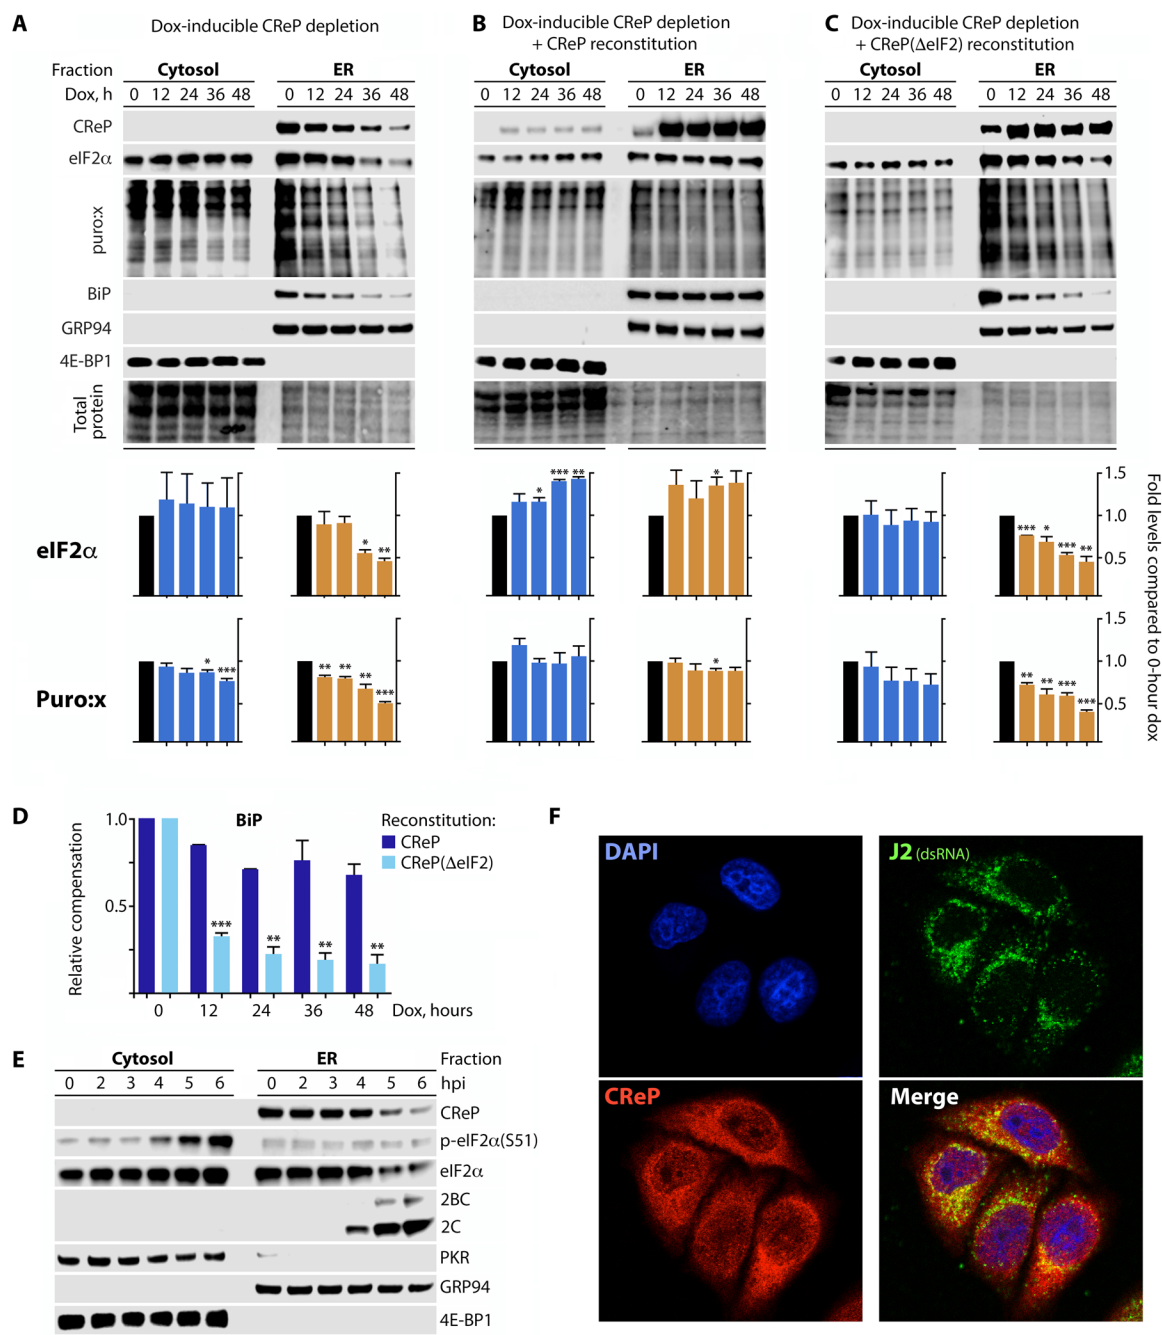 A
Dox-inducible CReP depletion
Fraction Cytosol ER
Dox, h 0 12 24 36 48 0 12 24 36 48
CReP
eIF2α
puro:x
BiP
GRP94
4E-BP1
Total
protein
B
Dox-inducible CReP depletion
+ CReP reconstitution
Cytosol ER
0 12 24 36 48 0 12 24 36 48
C
Dox-inducible CReP depletion
+ CReP(ΔeIF2) reconstitution
Cytosol ER
0 12 24 36 48 0 12 24 36 48
eIF2α
* **
* *** ** *
*** * *** **
1.5
1.0
0.5
Puro:x
* *** ** ** ** ***
*
** ** *** ***
1.5
1.0
0.5
Fold levels compared to 0-hour dox
D
BiP
Relative compensation
1.0
0.5
*** ** ** **
0 12 24 36 48 Dox, hours
Reconstitution:
CReP
CReP(ΔeIF2)
E
Cytosol ER Fraction
0 2 3 4 5 6 0 2 3 4 5 6 hpi
CReP
p-eIF2α(S51)
eIF2α
2BC
2C
PKR
GRP94
4E-BP1
F
DAPI
J2 (dsRNA)
CReP
Merge